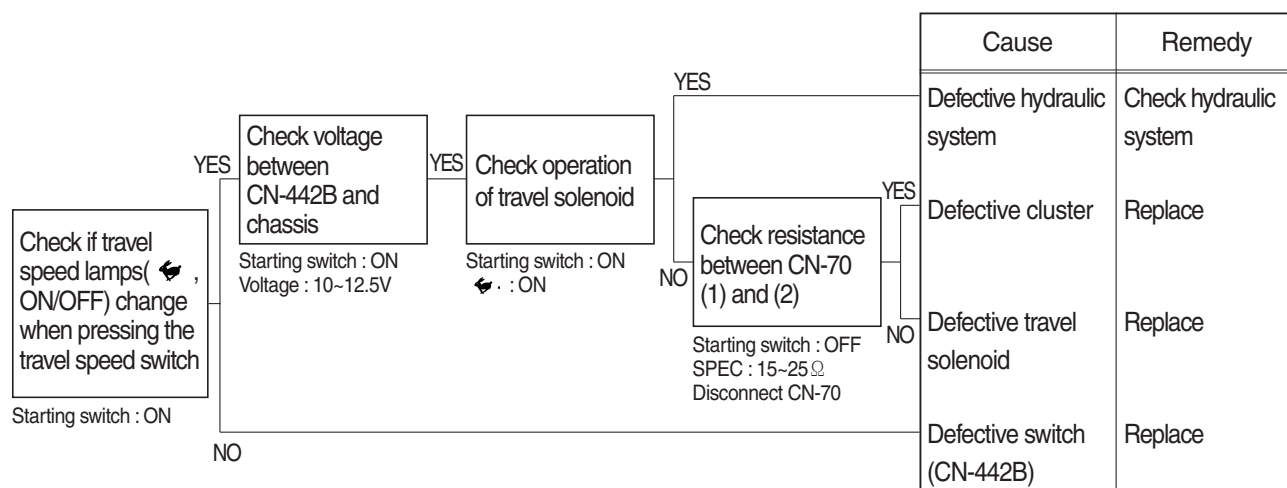 Cause
Remedy
YES
Defective hydraulic
system
Check hydraulic
system
Check voltage
between
CN-442B and
chassis
Starting switch : ON
Voltage : 10~12.5V
YES
YES
Check operation
of travel solenoid
Starting switch : ON
: ON
YES
Defective cluster
Replace
Check if travel
speed lamps( ,
ON/OFF) change
when pressing the
travel speed switch
Starting switch : ON
NO
Check resistance
between CN-70
(1) and (2)
Starting switch : OFF
SPEC : 15~25Ω
Disconnect CN-70
NO
Defective travel
solenoid
Replace
NO
Defective switch
(CN-442B)
Replace